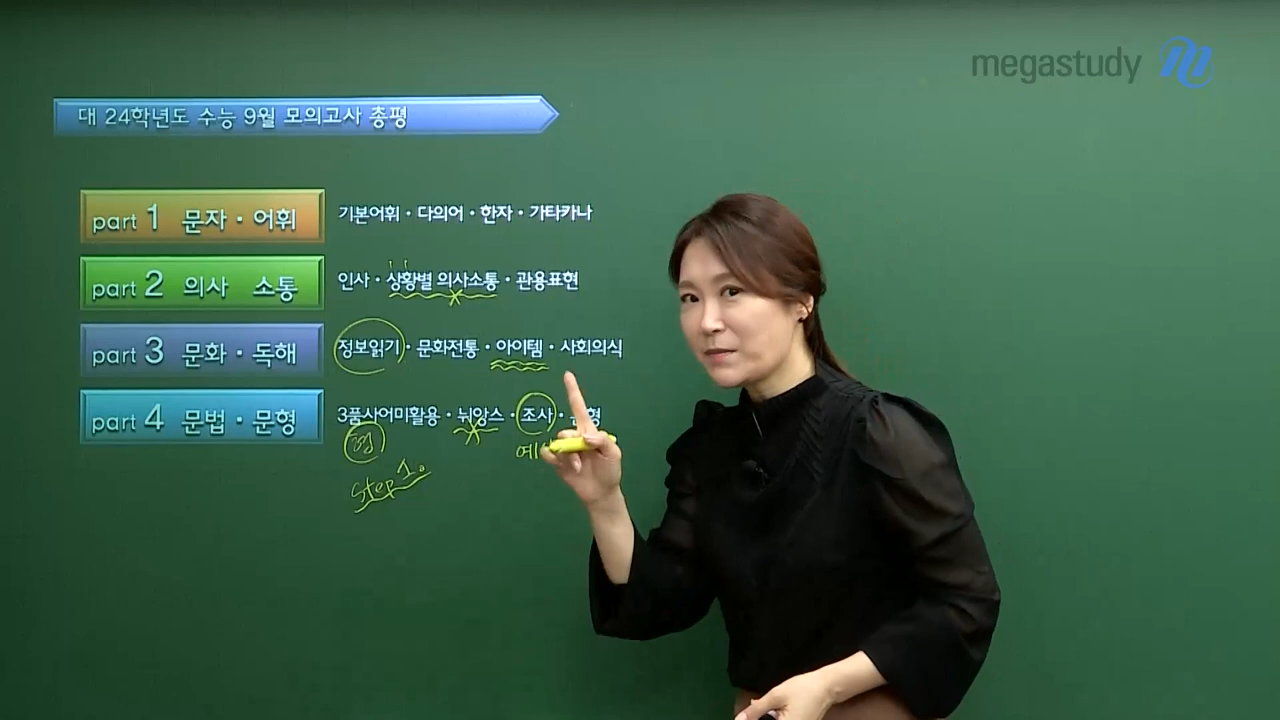 megastudy
대 24학년도 수능 9월 모의고사 총평
part 1 문자・어휘 기본어휘・다의어・한자・가타카나
part 2 의사 소통 인사・상황별 의사소통・관용표현
part 3 문화・독해 정보읽기・문화전통・아이템・사회의식
part 4 문법・문형 3품사어미활용・뉘앙스・조사・형
명 예
Step 1。